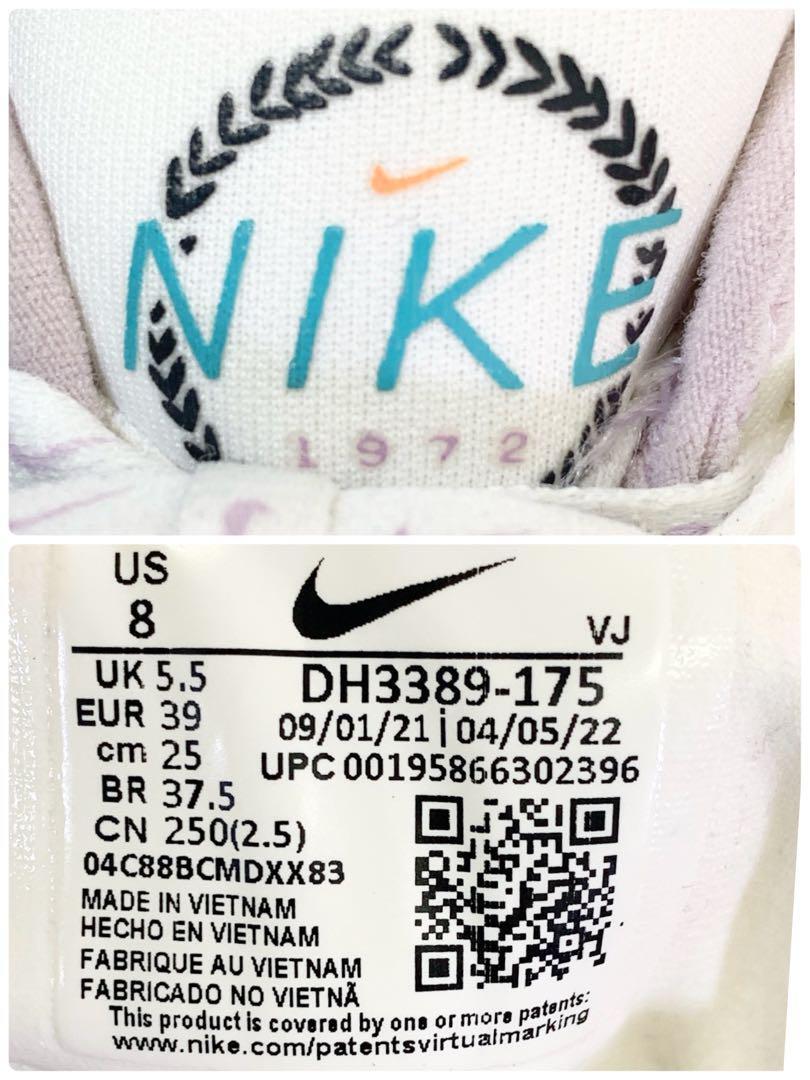 NIKE
1972
US
8
VJ
UK 5.5
DH3389-175
EUR 39
09/01/21 | 04/05/22
cm 25
UPC 00195866302396
BR 37.5
CN 250(2.5)
04C88BCMDXX83
MADE IN VIETNAM
HECHO EN VIETNAM
FABRIQUE AU VIETNAM
FABRICADO NO VIETNÃ
This product is covered by one or more patents:
www.nike.com/patentsvirtualmarking